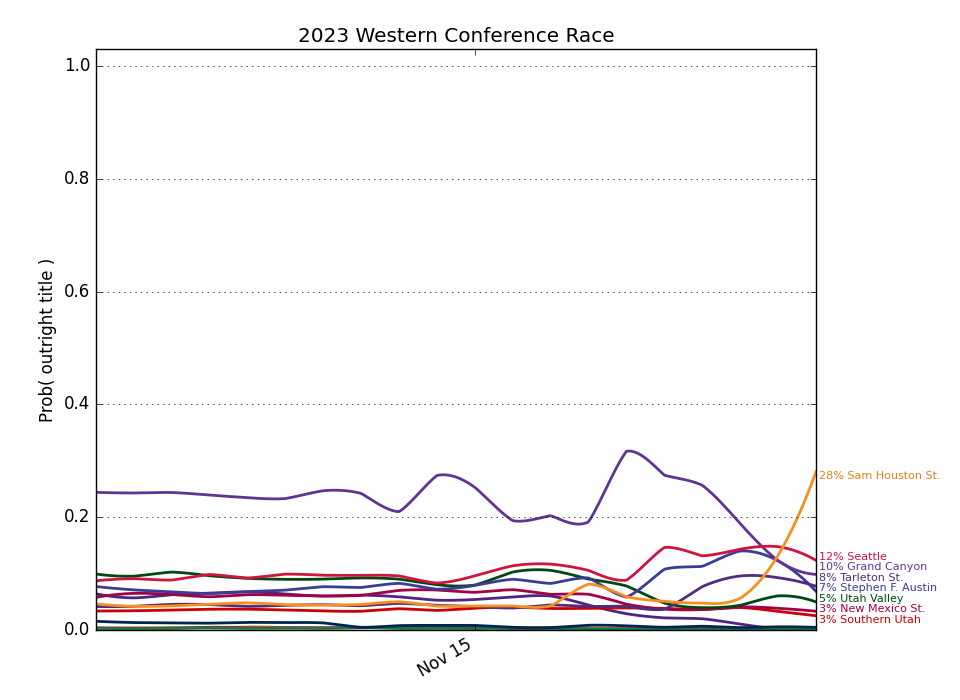 2023 Western Conference Race
1.0
0.8
0.6
0.4
0.2
0.0
Prob( outright title )
Nov 15
28% Sam Houston St.
12% Seattle
10% Grand Canyon
8% Tarleton St.
7% Stephen F. Austin
5% Utah Valley
3% New Mexico St.
3% Southern Utah